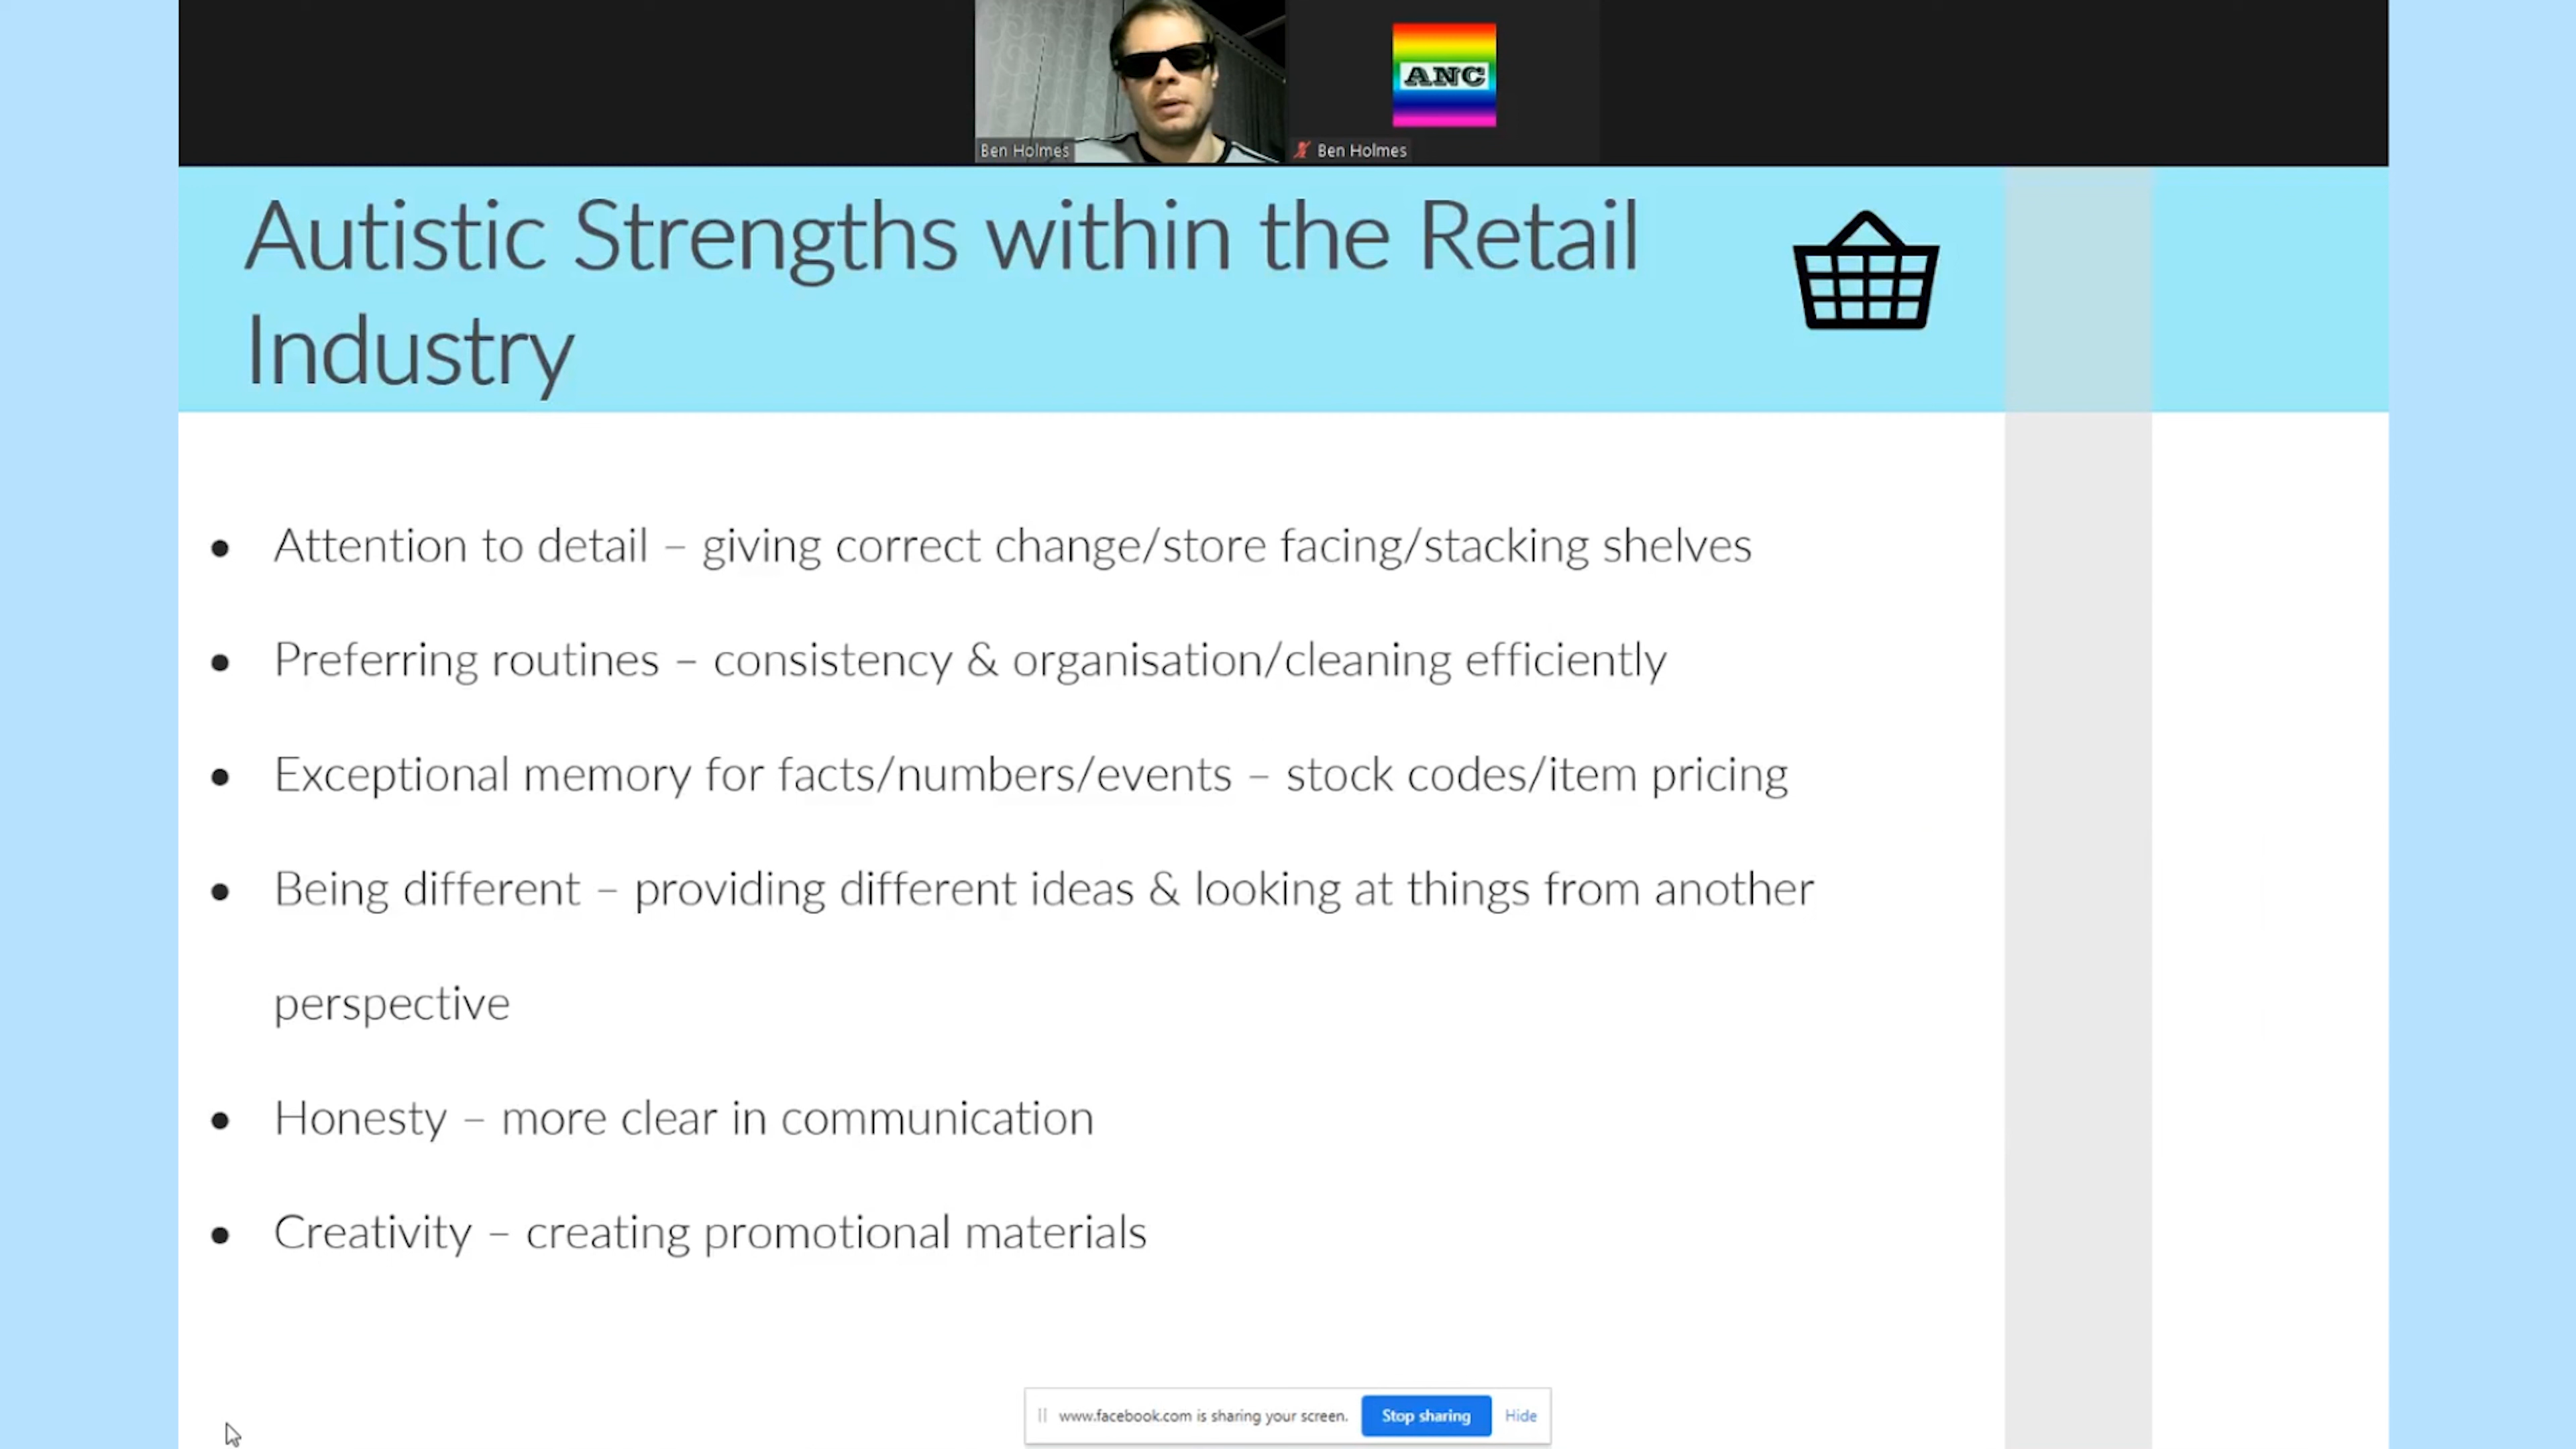 ANC
Ben Holmes
Ben Holmes
Autistic Strengths within the Retail
Industry
Attention to detail – giving correct change/store facing/stacking shelves
Preferring routines – consistency & organisation/cleaning efficiently
Exceptional memory for facts/numbers/events – stock codes/item pricing
Being different – providing different ideas & looking at things from another
perspective
Honesty – more clear in communication
Creativity – creating promotional materials
www.facebook.com is sharing your screen. Stop sharing Hide